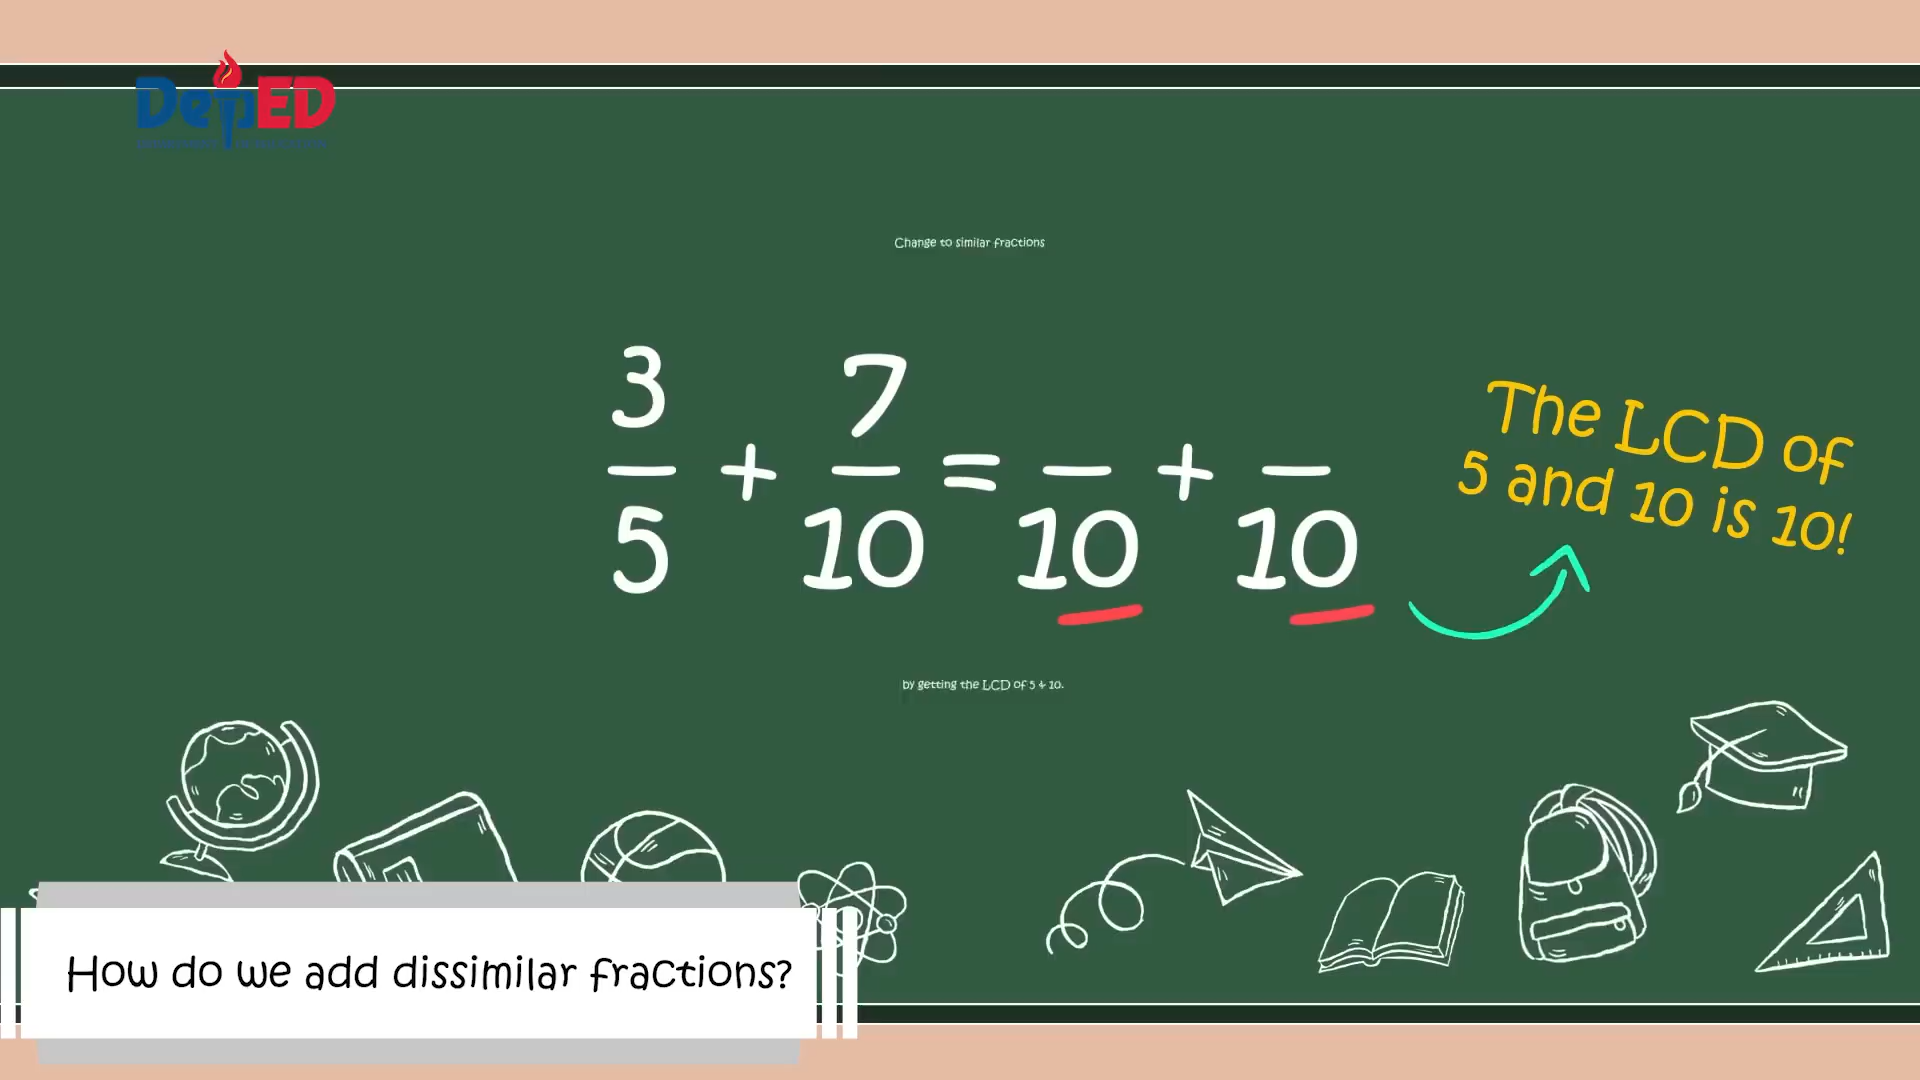 DepED
Change to similar fractions
3/5 + 7/10 = /10 + /10
The LCD of
5 and 10 is 10!
by getting the LCD of 5 & 10.
How do we add dissimilar fractions?